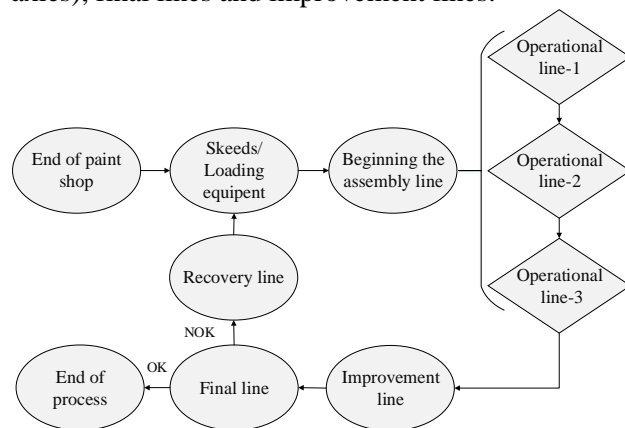 final lines and improvement lines.
End of paint
shop
Skeeds/
Loading
equipent
Beginning the
assembly line
Operational
line-1
Operational
line-2
Operational
line-3
Recovery line
NOK
OK
End of
process
Final line
Improvement
line